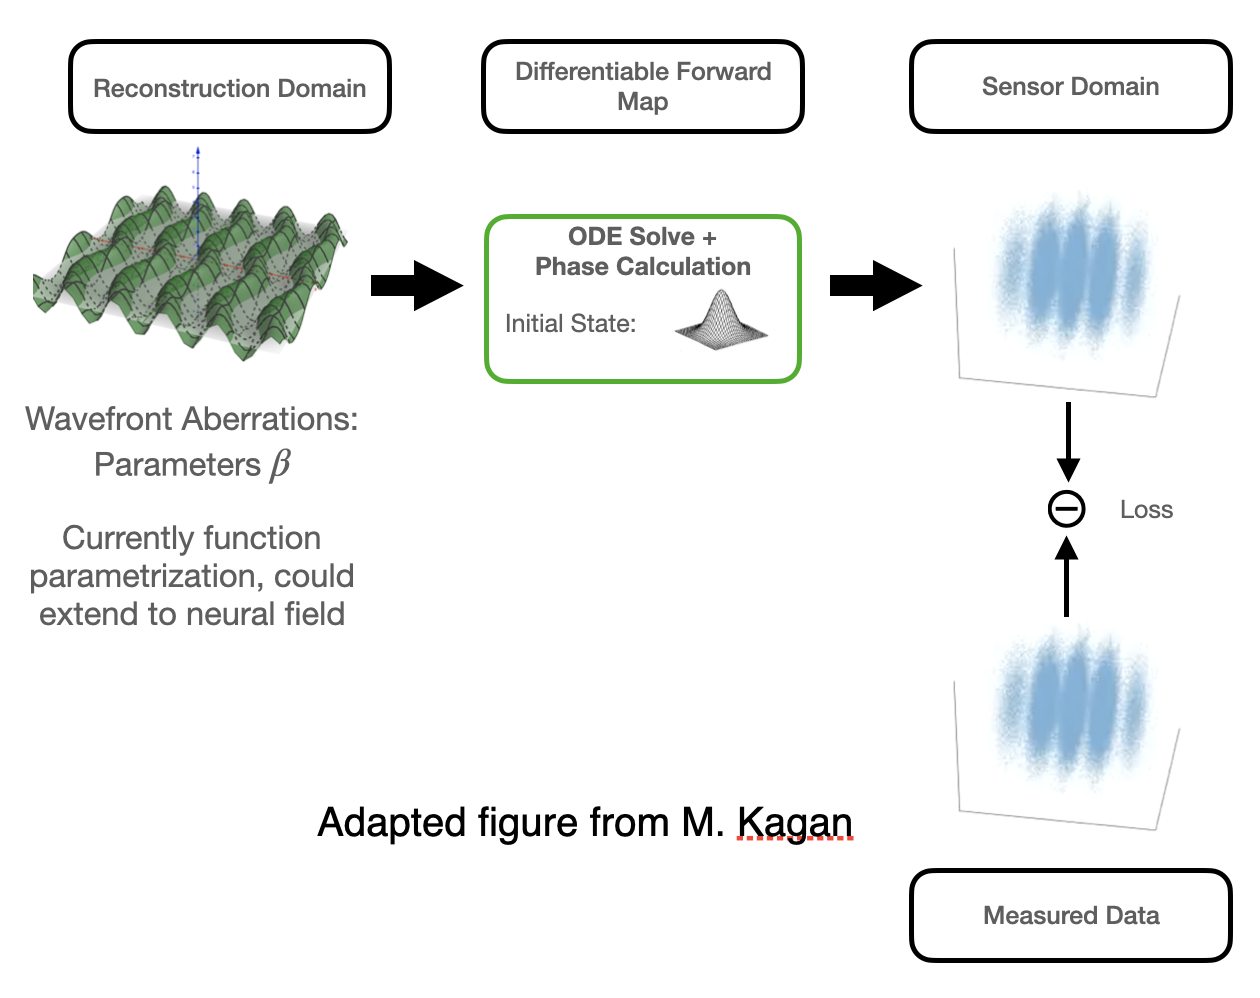 Reconstruction Domain
Differentiable Forward
Map
Sensor Domain
ODE Solve +
Phase Calculation
Initial State:
Wavefront Aberrations:
Parameters β
Currently function
parametrization, could
extend to neural field
Loss
Adapted figure from M. Kagan
Measured Data